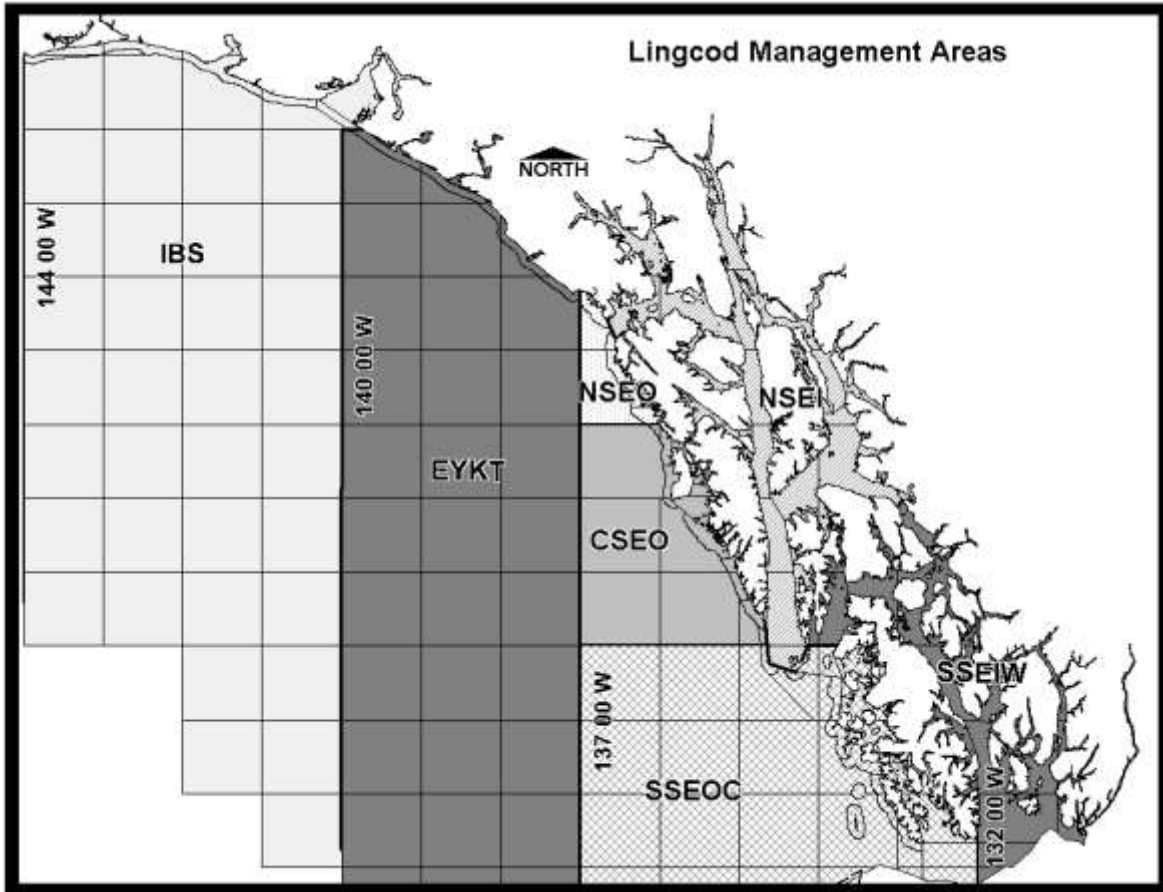 Lingcod Management Areas
NORTH
144 00 W
IBS
140 00 W
NSEO
NSEI
EYKT
CSEO
SSEIW
137 00 W
SSEOC
132 00 W